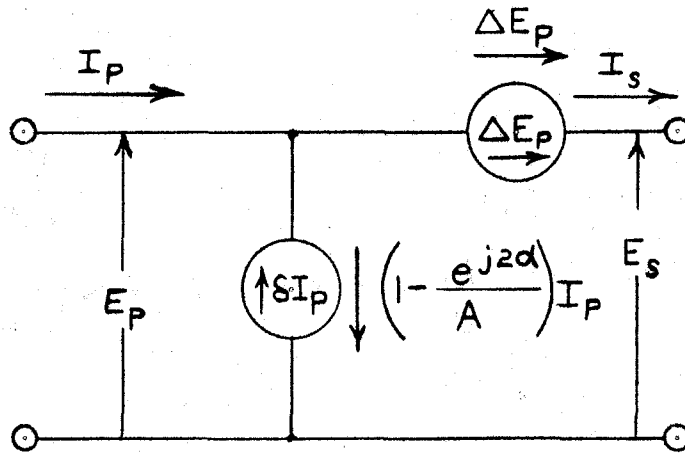 ΔE_p
I_p
I_s
ΔE_p
E_p
δI_p
(1 - e^{j2α}/A)I_p
E_s